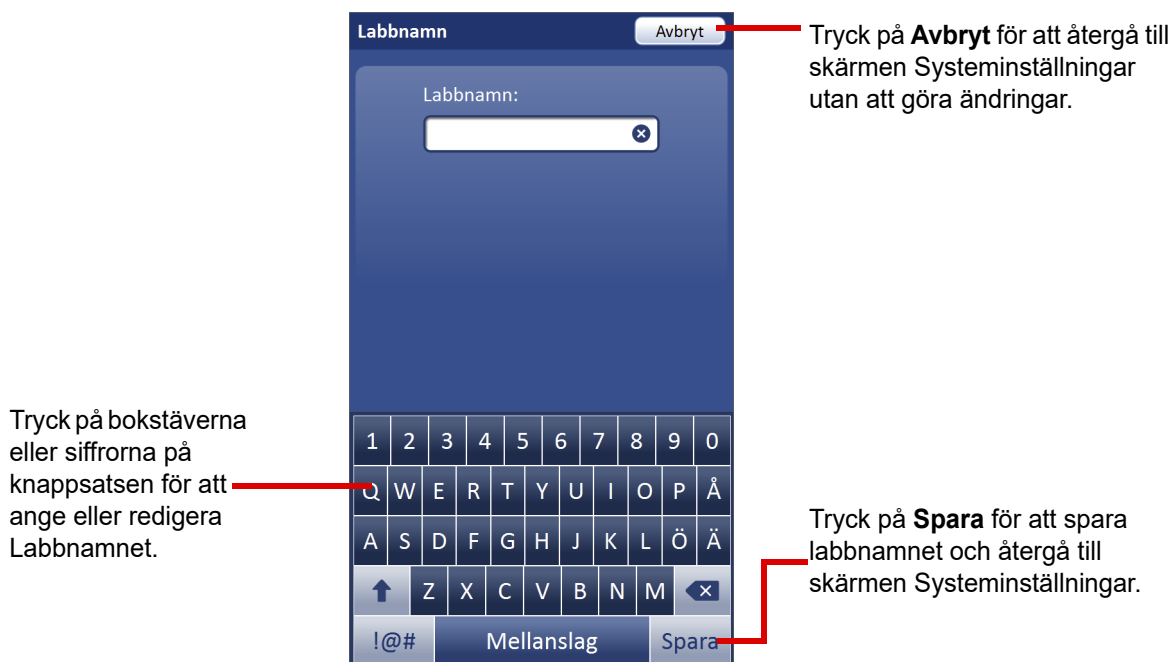 Labbnamn
Avbryt
Tryck på Avbryt för att återgå till
skärmen Systeminställningar
utan att göra ändringar.
Labbnamn:
Tryck på bokstäverna
eller siffrorna på
knappsatsen för att
ange eller redigera
Labbnamnet.
1 2 3 4 5 6 7 8 9 0
Q W E R T Y U I O P Å
A S D F G H J K L Ö Ä
Z X C V B N M
!@# Mellanslag Spara
Tryck på Spara för att spara
labbnamnet och återgå till
skärmen Systeminställningar.